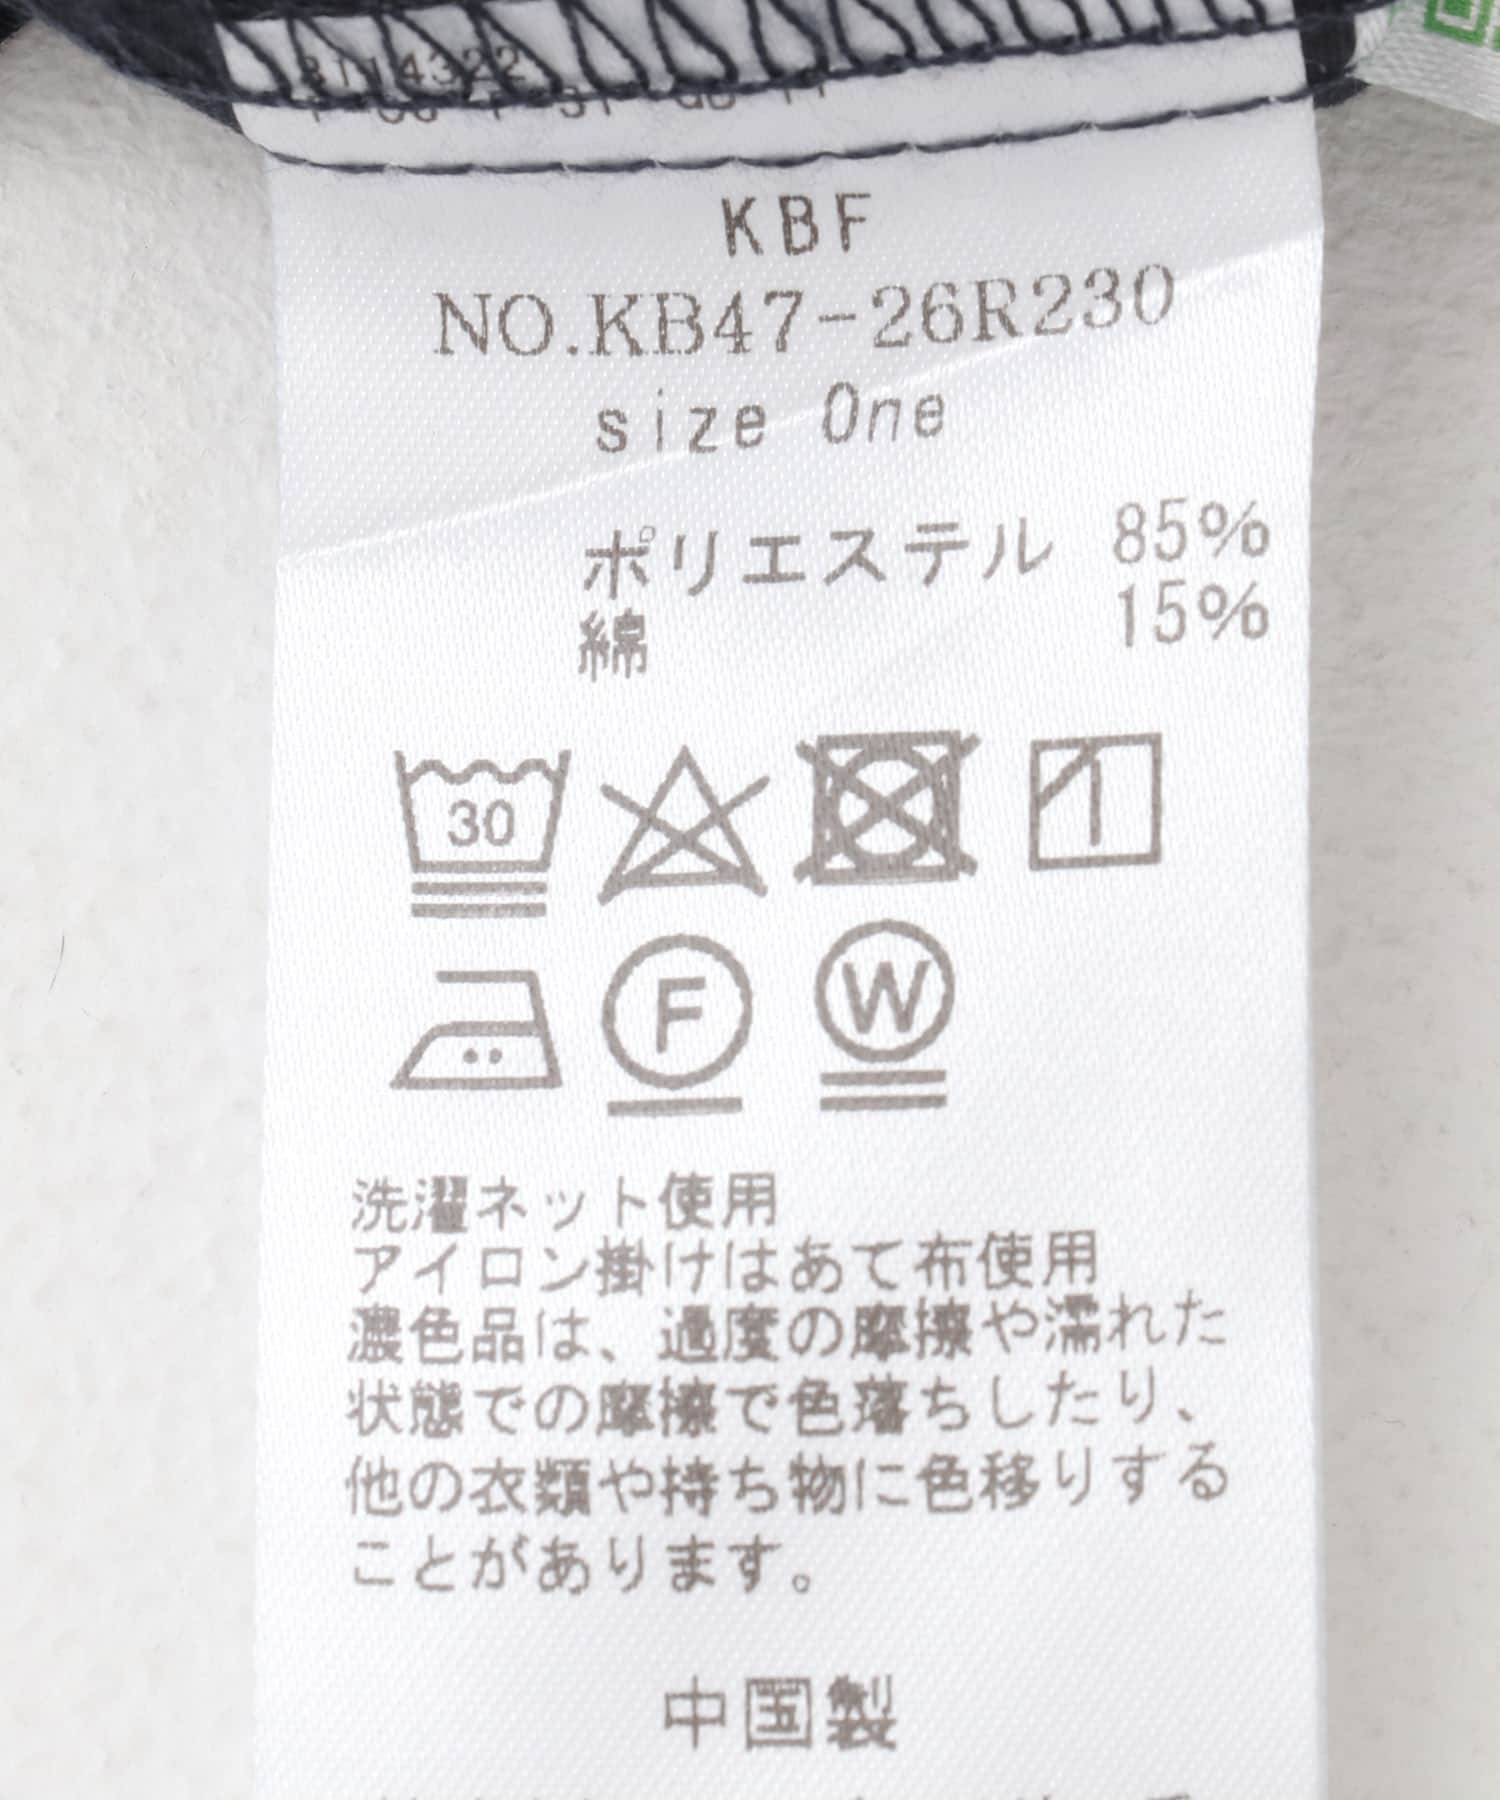 KBF
NO.KB47-26R230
size One
ポリエステル 85%
綿 15%
30
F W
洗濯ネット使用
アイロン掛けはあて布使用
濃色品は、過度の摩擦や濡れた
状態での摩擦で色落ちしたり、
他の衣類や持ち物に色移りする
ことがあります。
中国製